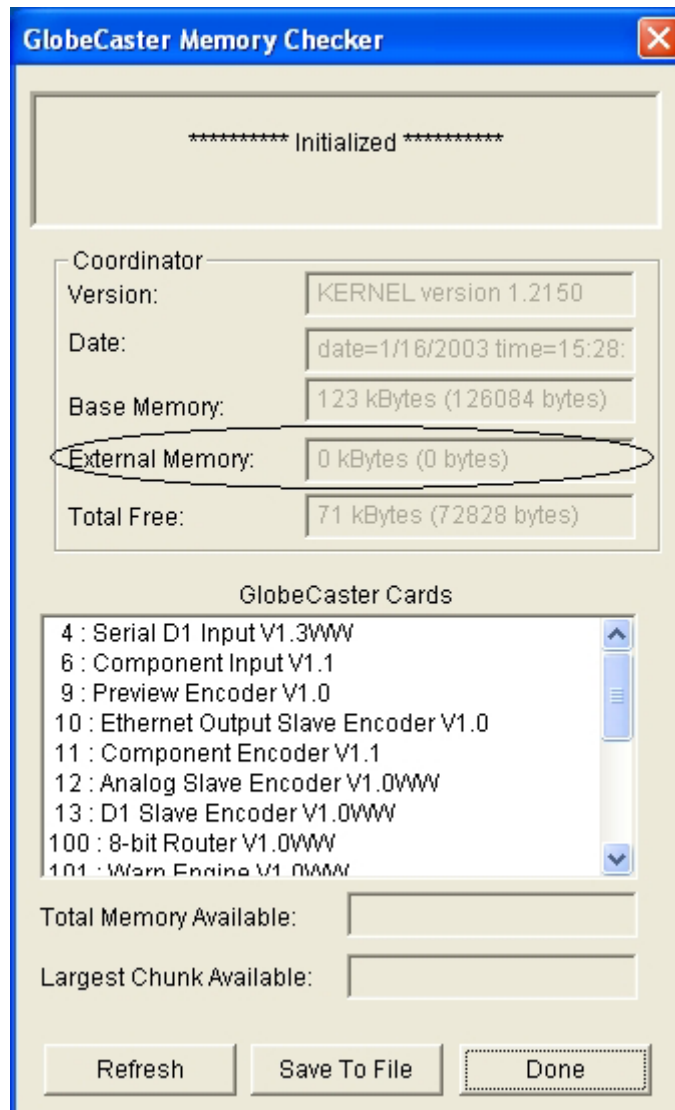 GlobeCaster Memory Checker
********** Initialized **********
Coordinator
Version: KERNEL version 1.2150
Date: date=1/16/2003 time=15:28:
Base Memory: 123 kBytes (126084 bytes)
External Memory: 0 kBytes (0 bytes)
Total Free: 71 kBytes (72828 bytes)
GlobeCaster Cards
4 : Serial D1 Input V1.3WW
6 : Component Input V1.1
9 : Preview Encoder V1.0
10 : Ethernet Output Slave Encoder V1.0
11 : Component Encoder V1.1
12 : Analog Slave Encoder V1.0WW
13 : D1 Slave Encoder V1.0WW
100 : 8-bit Router V1.0WW
101 : Warp Engine V1.0WW
Total Memory Available:
Largest Chunk Available:
Refresh Save To File Done